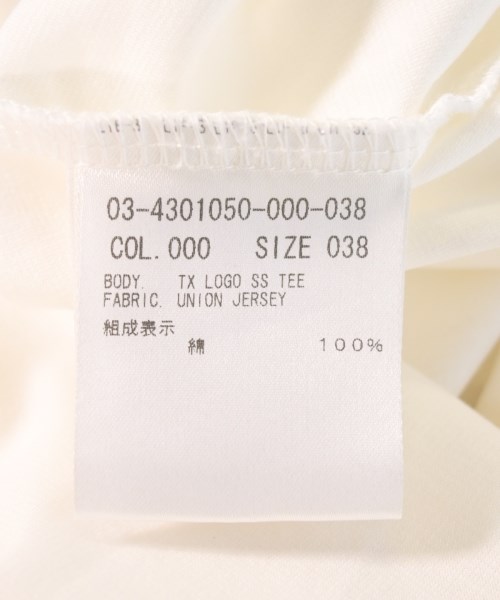 03-4301050-000-038
COL.000 SIZE 038
BODY. TX LOGO SS TEE
FABRIC. UNION JERSEY
組成表示
綿 100%